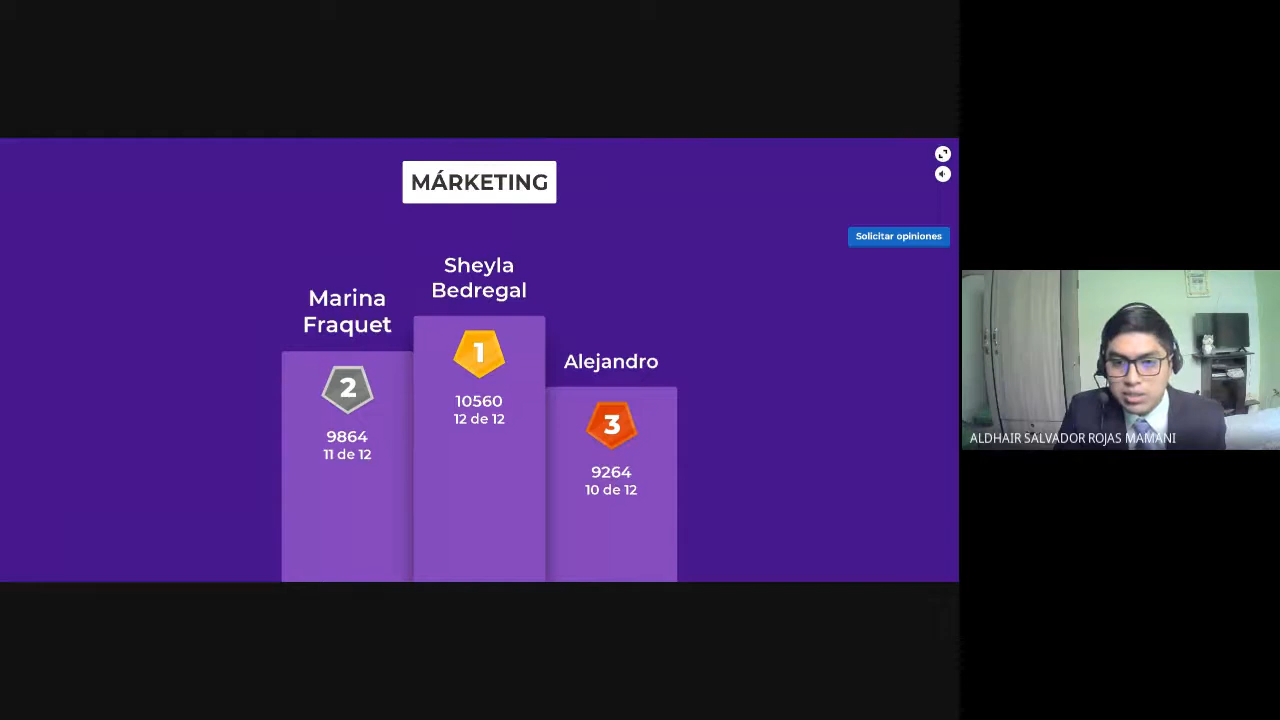 MÁRKETING
Solicitar opiniones
Sheyla
Bedregal
Marina
Fraquet
Alejandro
1
10560
12 de 12
2
9864
11 de 12
3
9264
10 de 12
ALDHAIR SALVADOR ROJAS MAMANI